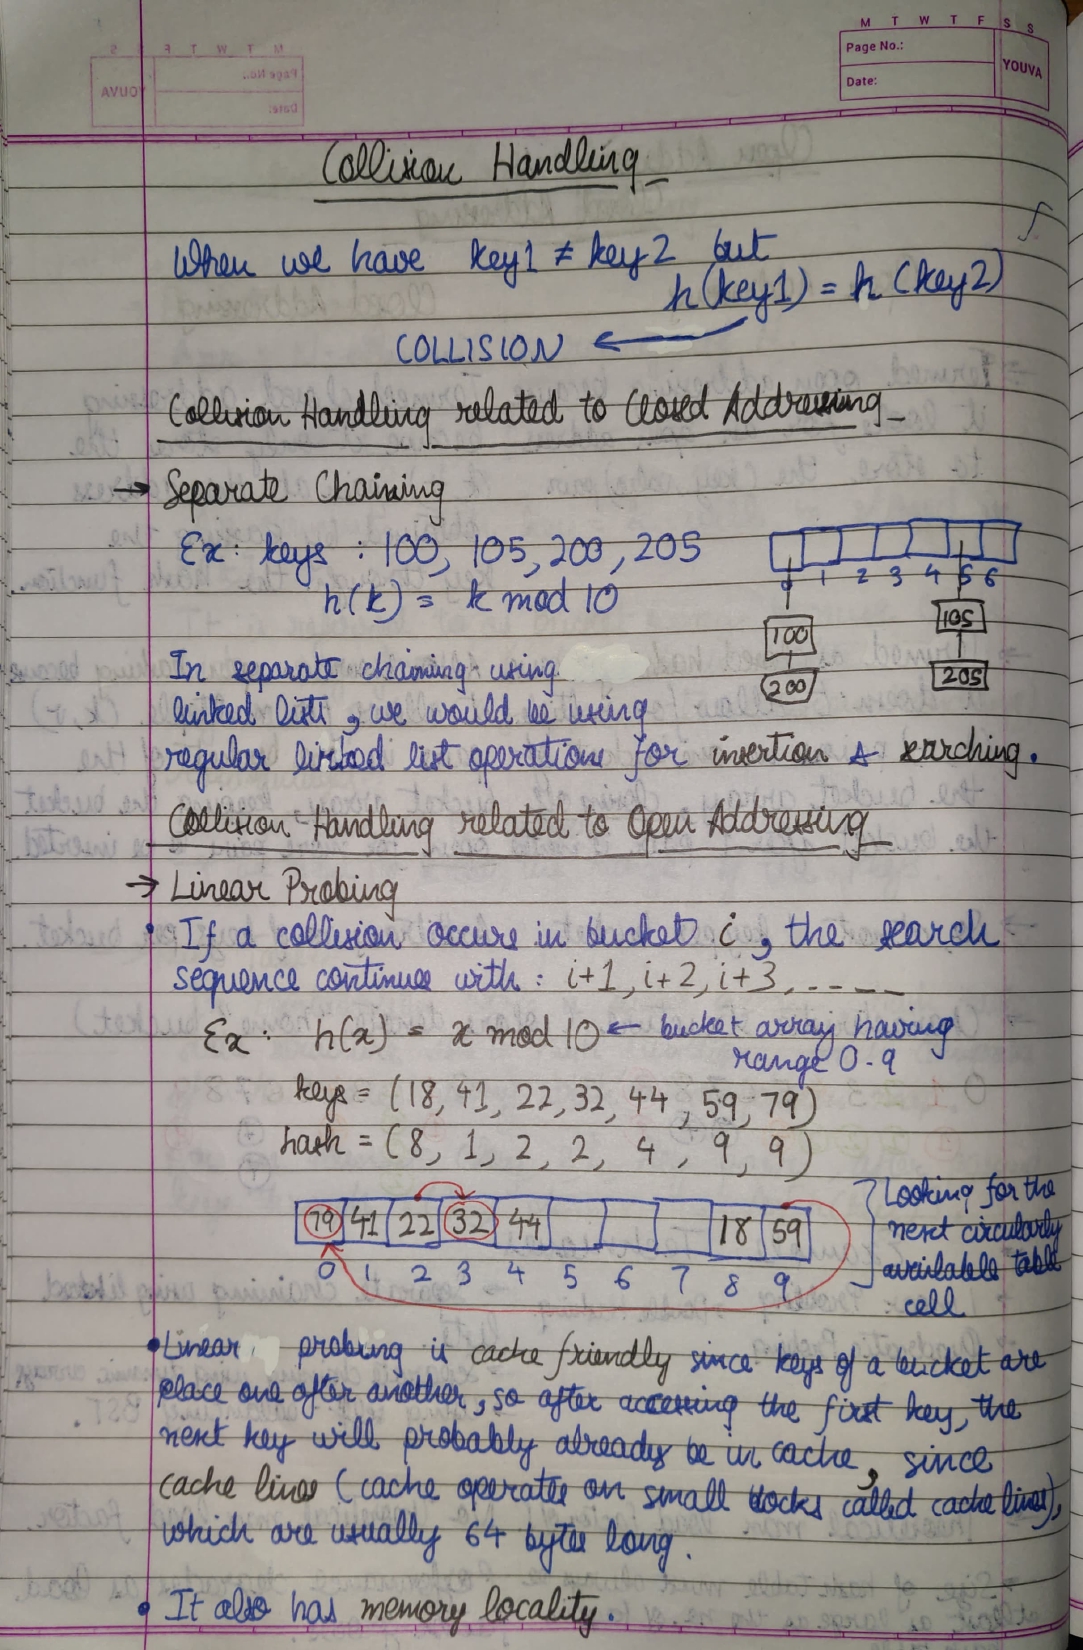 M T W T F S S
Page No.:
Date:
YOUVA
Collision Handling
When we have key1 ≠ key2 but
h(key1) = h(key2)
COLLISION ←
Collision Handling related to Closed Addressing
→ Separate Chaining
Ex: keys : 100, 105, 200, 205
h(k) = k mod 10
0 1 2 3 4 5 6
100 105
200 205
In separate chaining using
linked lists, we would be using
regular linked list operations for insertion & searching.
Collision Handling related to Open Addressing
→ Linear Probing
• If a collision occurs in bucket i, the search
sequence continues with : i+1, i+2, i+3, -----
Ex: h(x) = x mod 10 ← bucket array having
range 0-9
keys = (18, 41, 22, 32, 44, 59, 79)
hash = (8, 1, 2, 2, 4, 9, 9)
79 41 22 32 44 18 59
0 1 2 3 4 5 6 7 8 9
Looking for the
next circularly
available table
cell
• Linear probing is cache friendly since keys of a bucket are
place one after another, so after accessing the first key, the
next key will probably already be in cache, since
cache lines (cache operates on small blocks called cache lines),
which are usually 64 bytes long.
• It also has memory locality.